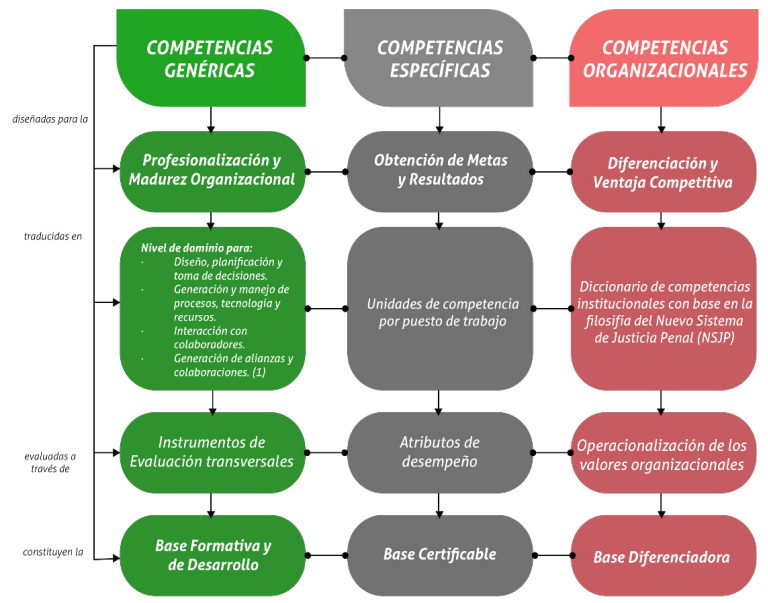 COMPETENCIAS
GENÉRICAS
COMPETENCIAS
ESPECÍFICAS
COMPETENCIAS
ORGANIZACIONALES
diseñadas para la
Profesionalización y
Madurez Organizacional
Obtención de Metas
y Resultados
Diferenciación y
Ventaja Competitiva
traducidas en
Nivel de dominio para:
· Diseño, planificación y
toma de decisiones.
· Generación y manejo de
procesos, tecnología y
recursos.
· Interacción con
colaboradores.
· Generación de alianzas y
colaboraciones. (1)
Unidades de competencia
por puesto de trabajo
Diccionario de competencias
institucionales con base en la
filosifía del Nuevo Sistema
de Justicia Penal (NSJP)
evaluadas a
través de
Instrumentos de
Evaluación transversales
Atributos de
desempeño
Operacionalización de los
valores organizacionales
constituyen la
Base Formativa y
de Desarrollo
Base Certificable
Base Diferenciadora